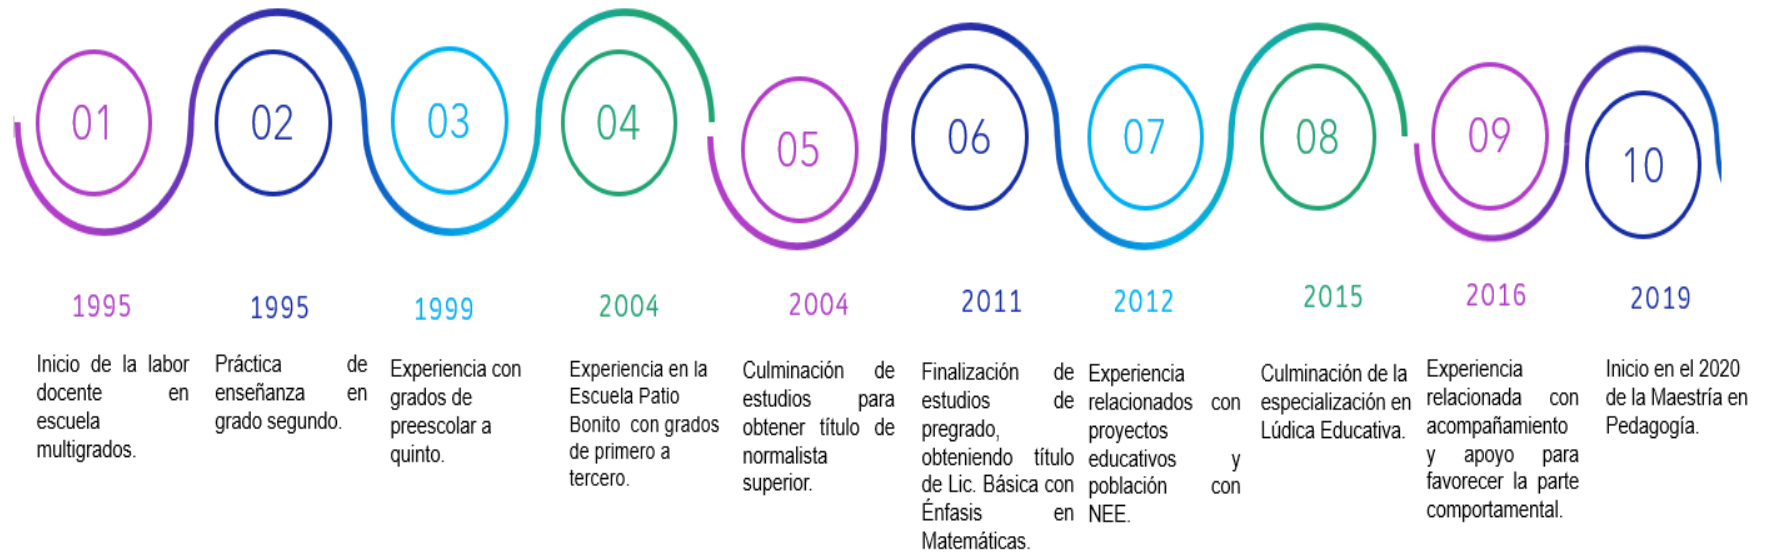 01
02
03
04
05
06
07
08
09
10
1995
1995
1999
2004
2004
2011
2012
2015
2016
2019
Inicio de la labor
docente en
escuela
multigrados.
Práctica de
enseñanza en
grado segundo.
Experiencia con
grados de
preescolar a
quinto.
Experiencia en la
Escuela Patio
Bonito con grados
de primero a
tercero.
Culminación de
estudios para
obtener título de
normalista
superior.
Finalización de
estudios de
pregrado,
obteniendo título
de Lic. Básica con
Énfasis en
Matemáticas.
Experiencia
relacionados con
proyectos
educativos y
población con
NEE.
Culminación de la
especialización en
Lúdica Educativa.
Experiencia
relacionada con
acompañamiento
y apoyo para
favorecer la parte
comportamental.
Inicio en el 2020
de la Maestría en
Pedagogía.